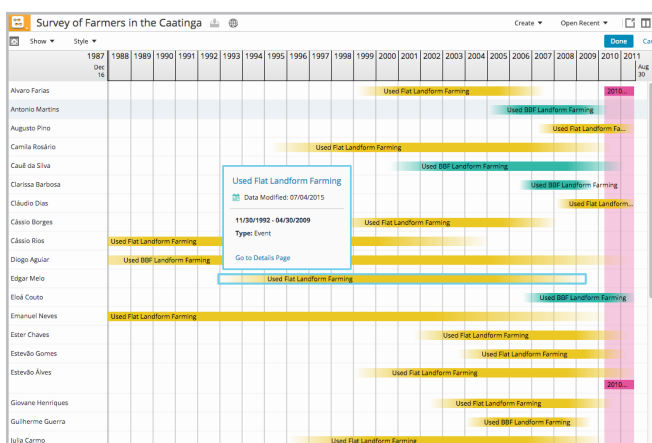 Survey of Farmers in the Caatinga
Create ▼ Open Recent ▼
Show ▼ Style ▼ Done
1987 1988 1989 1990 1991 1992 1993 1994 1995 1996 1997 1998 1999 2000 2001 2002 2003 2004 2005 2006 2007 2008 2009 2010 2011
Dec
16
Aug
30
Alvaro Farias Used Flat Landform Farming 2010...
Antonio Martins Used BBF Landform Farming
Augusto Pino Used Flat Landform Fa...
Camila Rosário Used Flat Landform Farming
Cauê da Silva Used BBF Landform Farming
Clarissa Barbosa Used BBF Landform Farming
Cláudio Dias Used Flat Landform...
Cássio Borges Used Flat Landform Farming
Cássio Rios Used Flat Landform Farming
Diogo Aguiar Used BBF Landform Farming
Edgar Melo Used Flat Landform Farming
Eloá Couto Used BBF Landform Farming
Emanuel Neves Used Flat Landform Farming
Ester Chaves Used Flat Landform Farming
Estevão Gomes Used Flat Landform Farming
Estevão Álves Used Flat Landform Farming
2010...
Giovane Henriques Used Flat Landform Farming
Guilherme Guerra Used BBF Landform Farming
Julia Carmo Used Flat Landform Farming
Used Flat Landform Farming
Data Modified: 07/04/2015
11/30/1992 - 04/30/2009
Type: Event
Go to Details Page